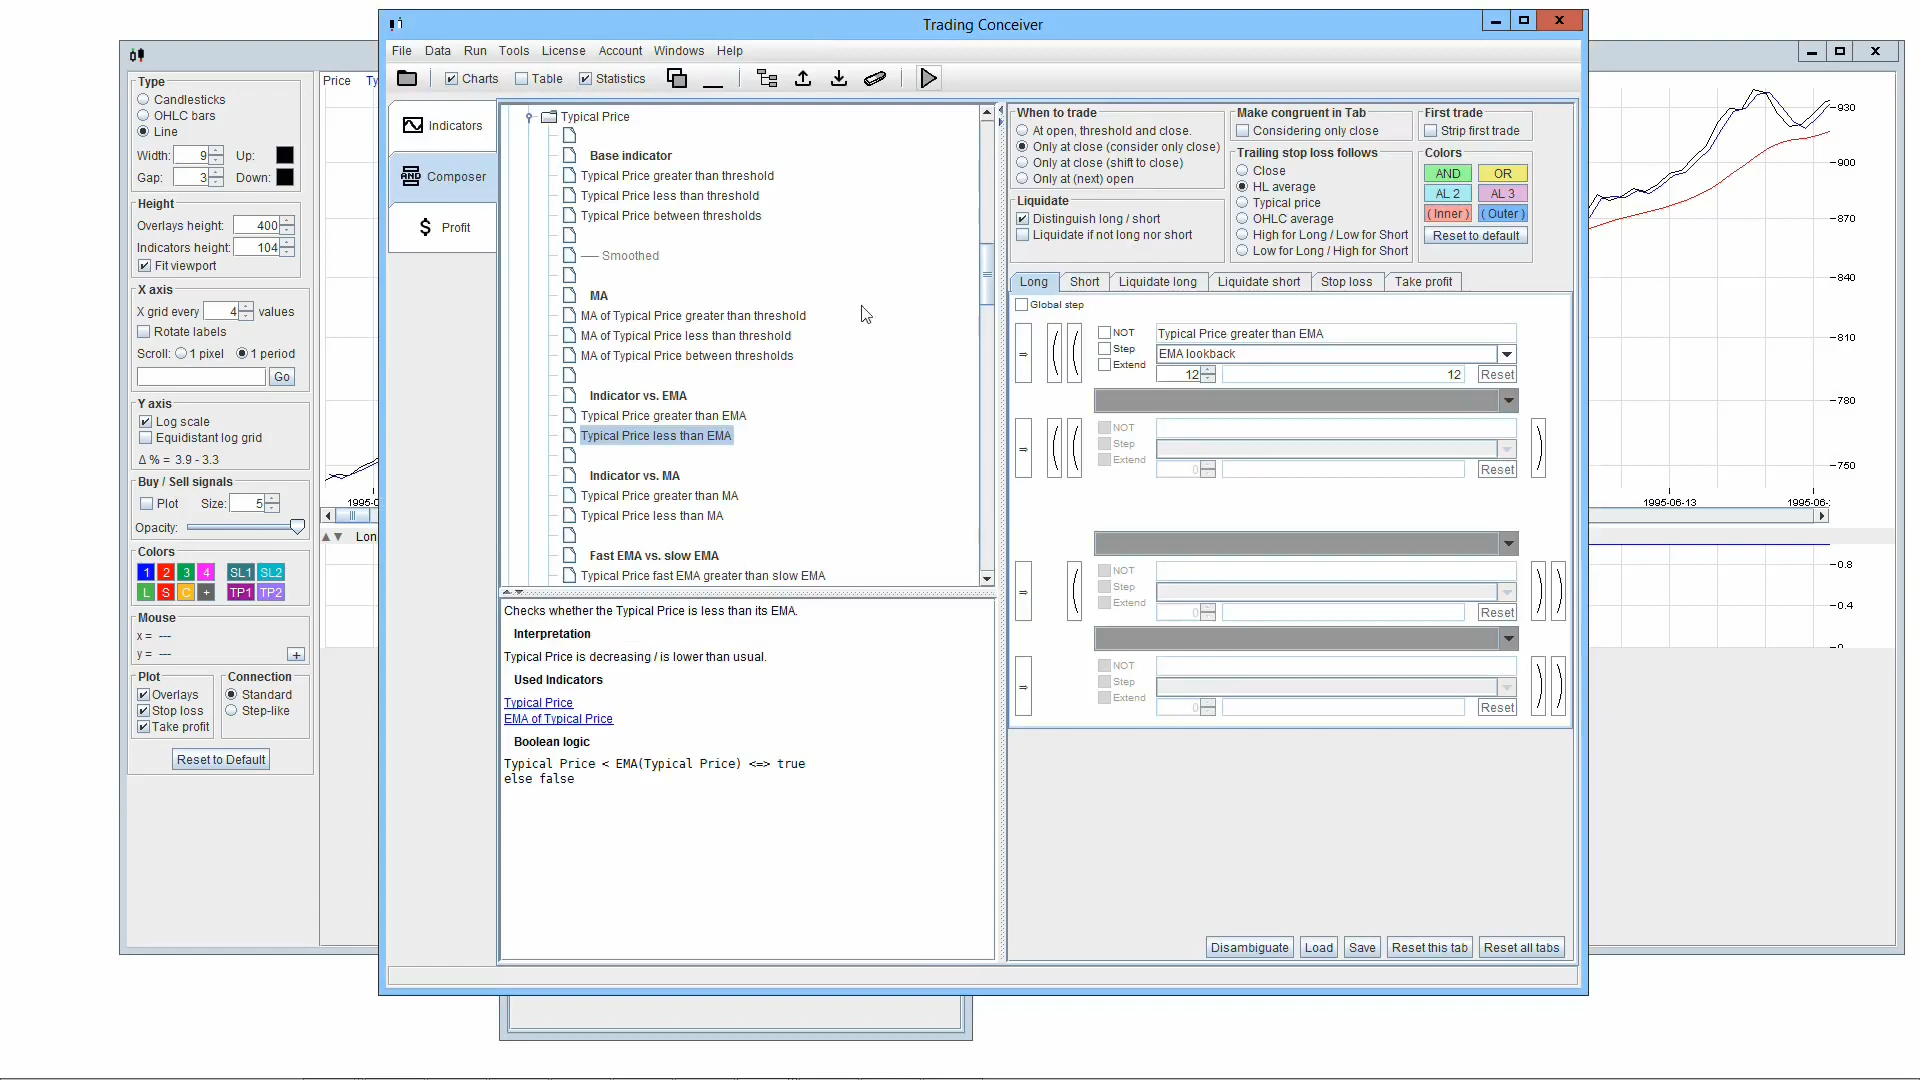 Trading Conceiver
File Data Run Tools License Account Windows Help
Charts Table Statistics
Type
Candlesticks
OHLC bars
Line
Width: 9 Up:
Gap: 3 Down:
Height
Overlays height: 400
Indicators height: 104
Fit viewport
X axis
X grid every 4 values
Rotate labels
Scroll: 1 pixel 1 period
Go
Y axis
Log scale
Equidistant log grid
Δ % = 3.9 - 3.3
Buy / Sell signals
Plot Size: 5
Opacity:
Colors
1 2 3 4 SL1 SL2
L S C + TP1 TP2
Mouse
x = ---
y = --- +
Plot Connection
Overlays Standard
Stop loss Step-like
Take profit
Reset to Default
Price Ty
1995-0
Lon
Indicators
AND Composer
$ Profit
Typical Price
Base indicator
Typical Price greater than threshold
Typical Price less than threshold
Typical Price between thresholds
—– Smoothed
MA
MA of Typical Price greater than threshold
MA of Typical Price less than threshold
MA of Typical Price between thresholds
Indicator vs. EMA
Typical Price greater than EMA
Typical Price less than EMA
Indicator vs. MA
Typical Price greater than MA
Typical Price less than MA
Fast EMA vs. slow EMA
Typical Price fast EMA greater than slow EMA
Checks whether the Typical Price is less than its EMA.
Interpretation
Typical Price is decreasing / is lower than usual.
Used Indicators
Typical Price
EMA of Typical Price
Boolean logic
Typical Price < EMA(Typical Price) <=> true
else false
When to trade
At open, threshold and close.
Only at close (consider only close)
Only at close (shift to close)
Only at (next) open
Liquidate
Distinguish long / short
Liquidate if not long nor short
Make congruent in Tab
Considering only close
Trailing stop loss follows
Close
HL average
Typical price
OHLC average
High for Long / Low for Short
Low for Long / High for Short
First trade
Strip first trade
Colors
AND OR
AL 2 AL 3
( Inner ) ( Outer )
Reset to default
Long Short Liquidate long Liquidate short Stop loss Take profit
Global step
⇒ ( ( NOT Typical Price greater than EMA
Step EMA lookback
Extend 12 12 Reset
⇒ ( ( NOT )
Step
Extend 0 Reset
⇒ ( NOT ) )
Step
Extend 0 Reset
⇒ NOT ) )
Step
Extend 0 Reset
Disambiguate Load Save Reset this tab Reset all tabs
930
900
870
840
810
780
750
1995-06-13 1995-06-
0.8
0.4
0